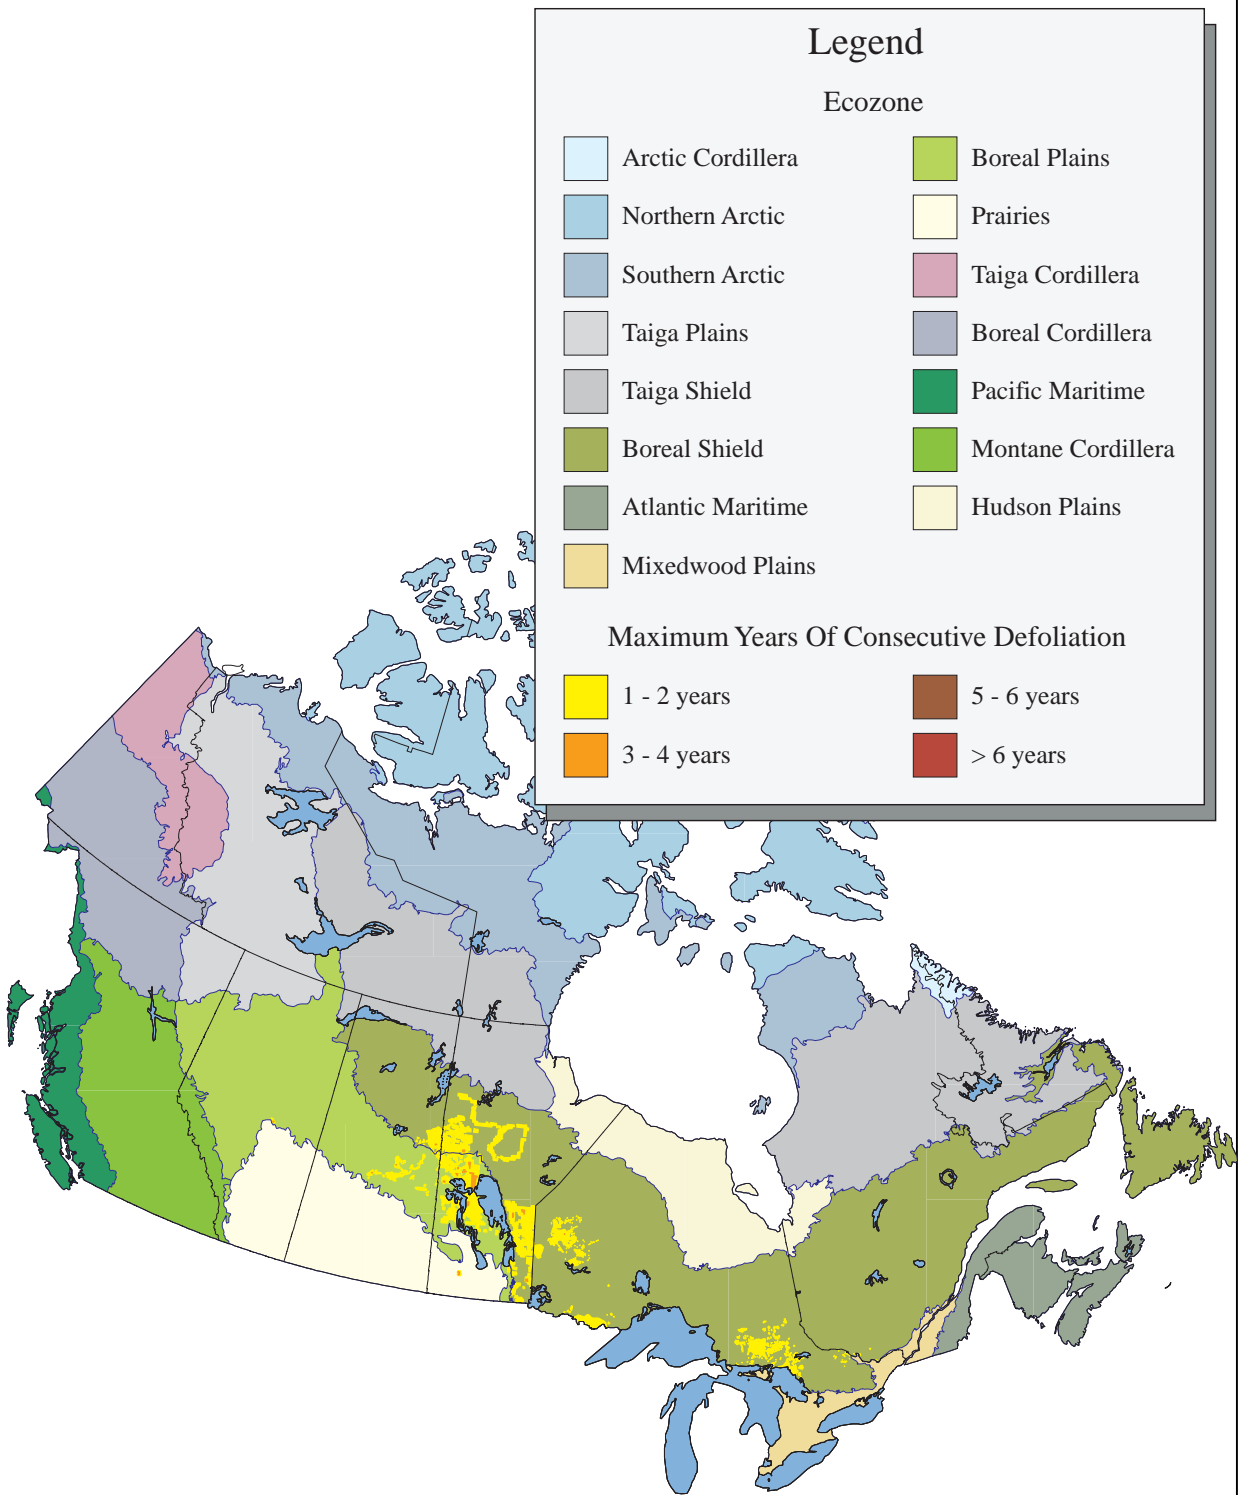 Legend
Ecozone
Arctic Cordillera
Northern Arctic
Southern Arctic
Taiga Plains
Taiga Shield
Boreal Shield
Atlantic Maritime
Mixedwood Plains
Boreal Plains
Prairies
Taiga Cordillera
Boreal Cordillera
Pacific Maritime
Montane Cordillera
Hudson Plains
Maximum Years Of Consecutive Defoliation
1 - 2 years
3 - 4 years
5 - 6 years
> 6 years